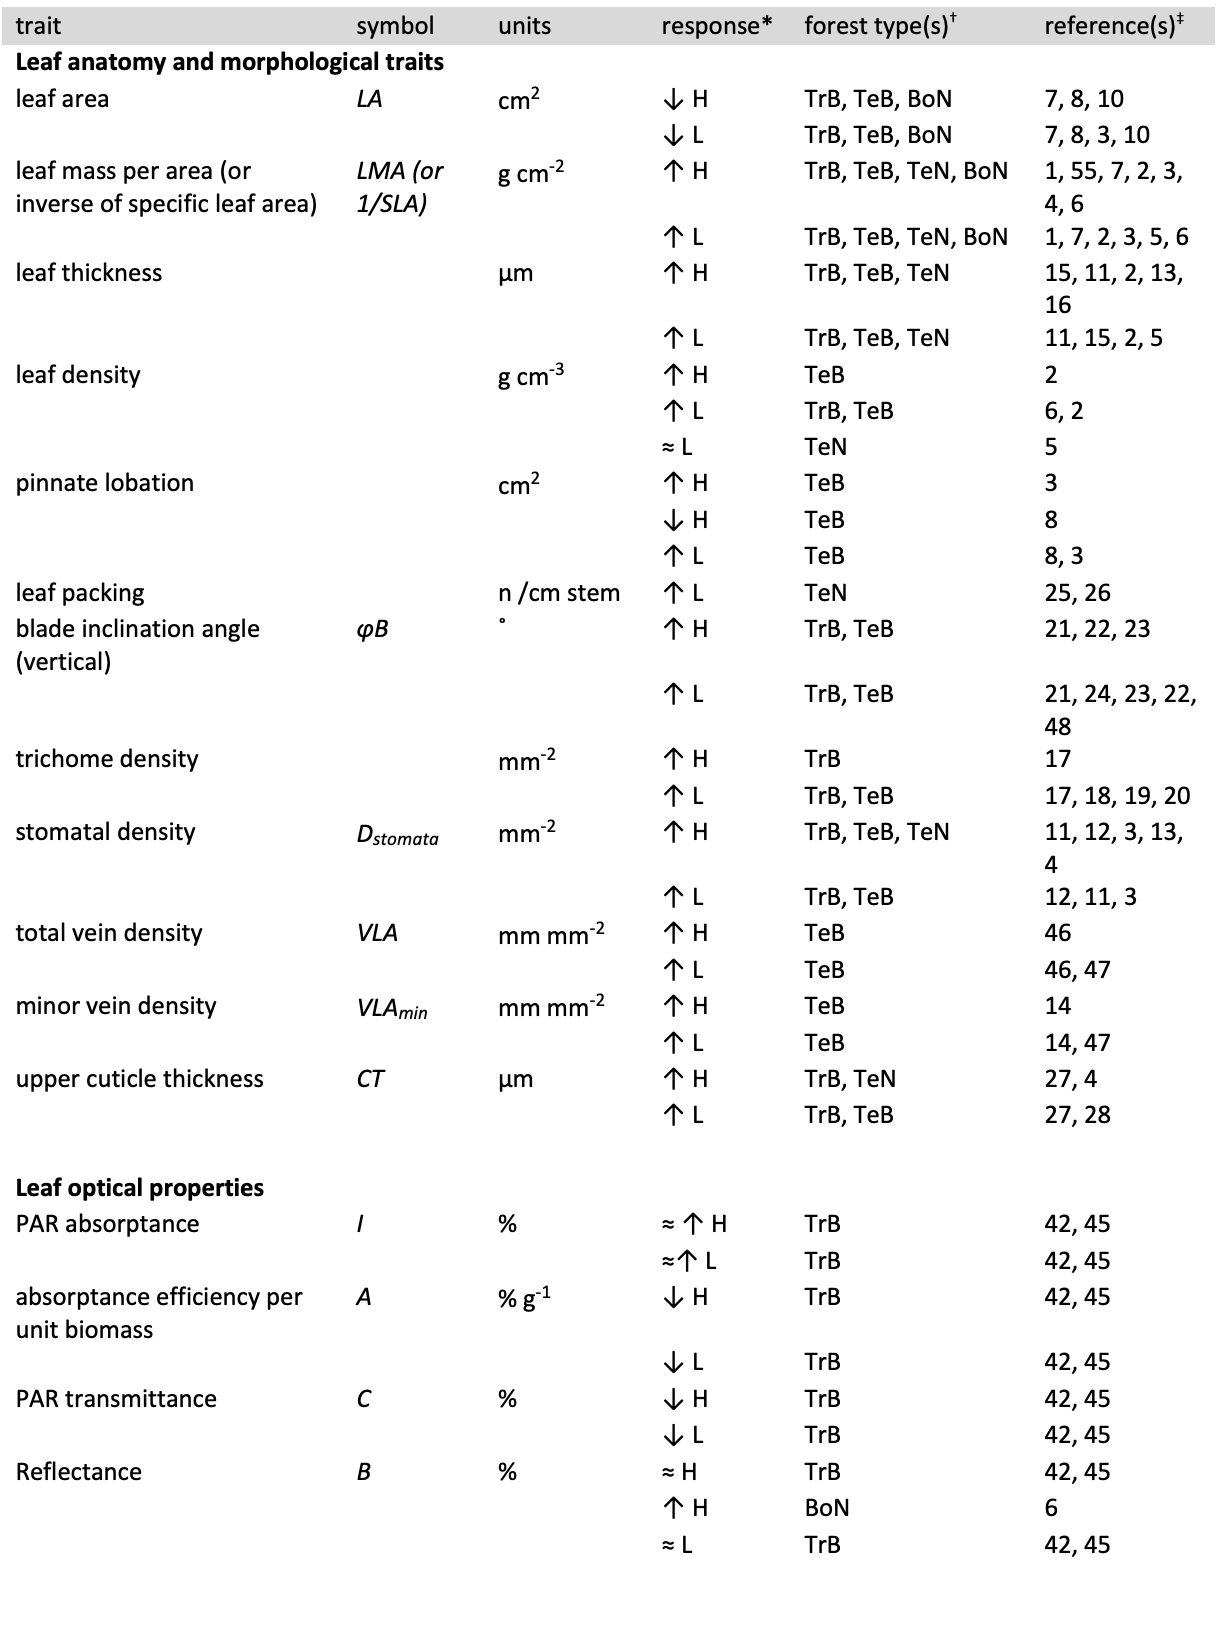 trait symbol units response* forest type(s)† reference(s)‡
Leaf anatomy and morphological traits
leaf area LA cm² ↓ H TrB, TeB, BoN 7, 8, 10
↓ L TrB, TeB, BoN 7, 8, 3, 10
leaf mass per area (or LMA (or g cm⁻² ↑ H TrB, TeB, TeN, BoN 1, 55, 7, 2, 3,
inverse of specific leaf area) 1/SLA) 4, 6
↑ L TrB, TeB, TeN, BoN 1, 7, 2, 3, 5, 6
leaf thickness µm ↑ H TrB, TeB, TeN 15, 11, 2, 13,
16
↑ L TrB, TeB, TeN 11, 15, 2, 5
leaf density g cm⁻³ ↑ H TeB 2
↑ L TrB, TeB 6, 2
≈ L TeN 5
pinnate lobation cm² ↑ H TeB 3
↓ H TeB 8
↑ L TeB 8, 3
leaf packing n /cm stem ↑ L TeN 25, 26
blade inclination angle φB ° ↑ H TrB, TeB 21, 22, 23
(vertical)
↑ L TrB, TeB 21, 24, 23, 22,
48
trichome density mm⁻² ↑ H TrB 17
↑ L TrB, TeB 17, 18, 19, 20
stomatal density Dstomata mm⁻² ↑ H TrB, TeB, TeN 11, 12, 3, 13,
4
↑ L TrB, TeB 12, 11, 3
total vein density VLA mm mm⁻² ↑ H TeB 46
↑ L TeB 46, 47
minor vein density VLAmin mm mm⁻² ↑ H TeB 14
↑ L TeB 14, 47
upper cuticle thickness CT µm ↑ H TrB, TeN 27, 4
↑ L TrB, TeB 27, 28
Leaf optical properties
PAR absorptance I % ≈ ↑ H TrB 42, 45
≈↑ L TrB 42, 45
absorptance efficiency per A % g⁻¹ ↓ H TrB 42, 45
unit biomass
↓ L TrB 42, 45
PAR transmittance C % ↓ H TrB 42, 45
↓ L TrB 42, 45
Reflectance B % ≈ H TrB 42, 45
↑ H BoN 6
≈ L TrB 42, 45